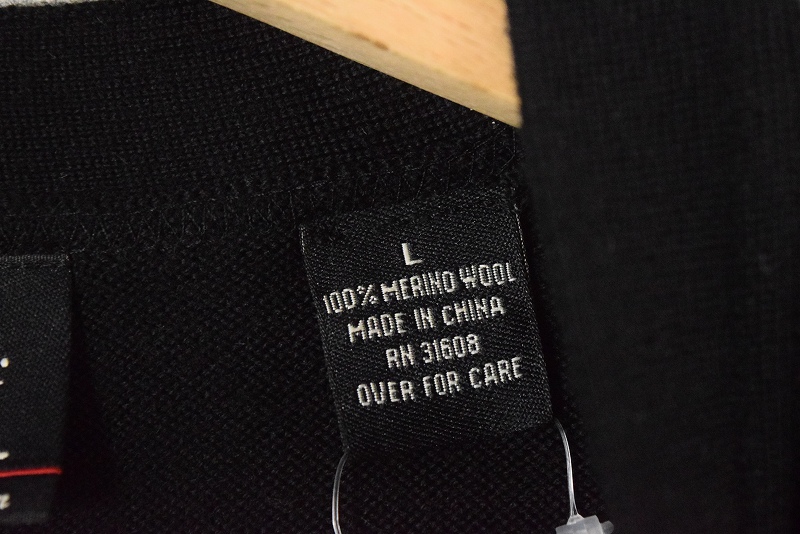 L
100% MERINO WOOL
MADE IN CHINA
RN 31608
OVER FOR CARE